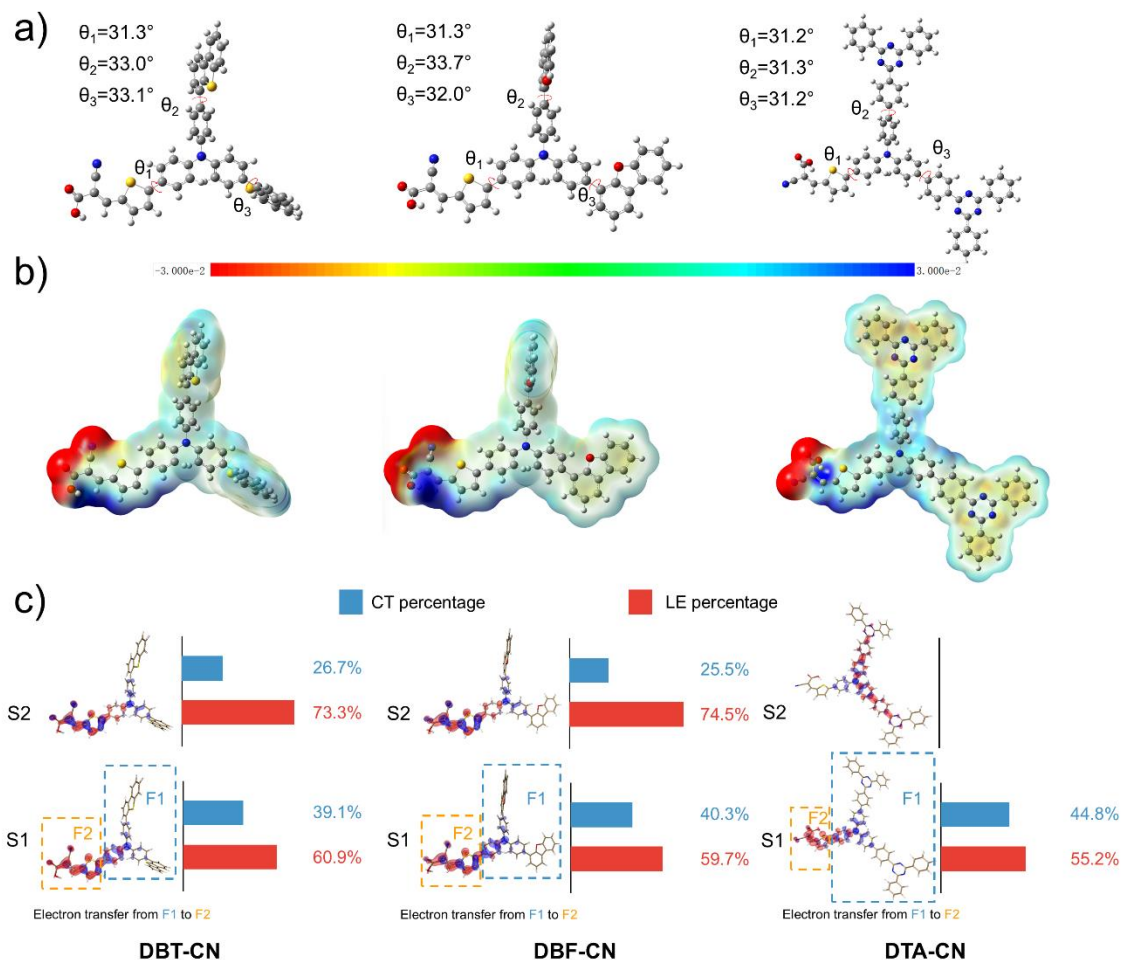 a)
θ₁=31.3°
θ₂=33.0°
θ₃=33.1°
θ₂
θ₁
θ₃
θ₁=31.3°
θ₂=33.7°
θ₃=32.0°
θ₂
θ₁
θ₃
θ₁=31.2°
θ₂=31.3°
θ₃=31.2°
θ₂
θ₁
θ₃
b)
-3.000e-2
3.000e-2
c)
CT percentage
LE percentage
S2
26.7%
73.3%
S2
25.5%
74.5%
S2
S1
F1
F2
39.1%
60.9%
S1
F1
F2
40.3%
59.7%
S1
F1
F2
44.8%
55.2%
Electron transfer from F1 to F2
Electron transfer from F1 to F2
Electron transfer from F1 to F2
DBT-CN
DBF-CN
DTA-CN